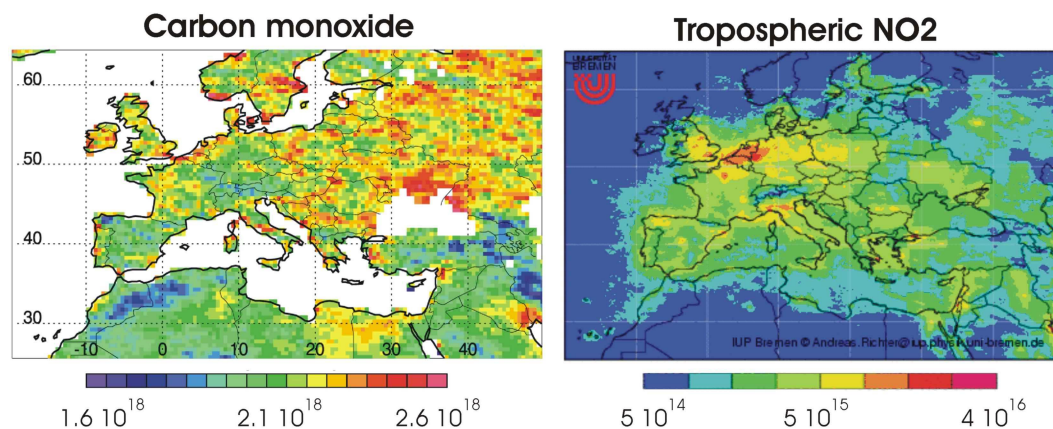 Carbon monoxide
Tropospheric NO2
UNIVERSITÄT
BREMEN
60
50
40
30
-10 0 10 20 30 40
IUP Bremen © Andreas.Richter@iup.physik.uni-bremen.de
1.6 10^18 2.1 10^18 2.6 10^18
5 10^14 5 10^15 4 10^16